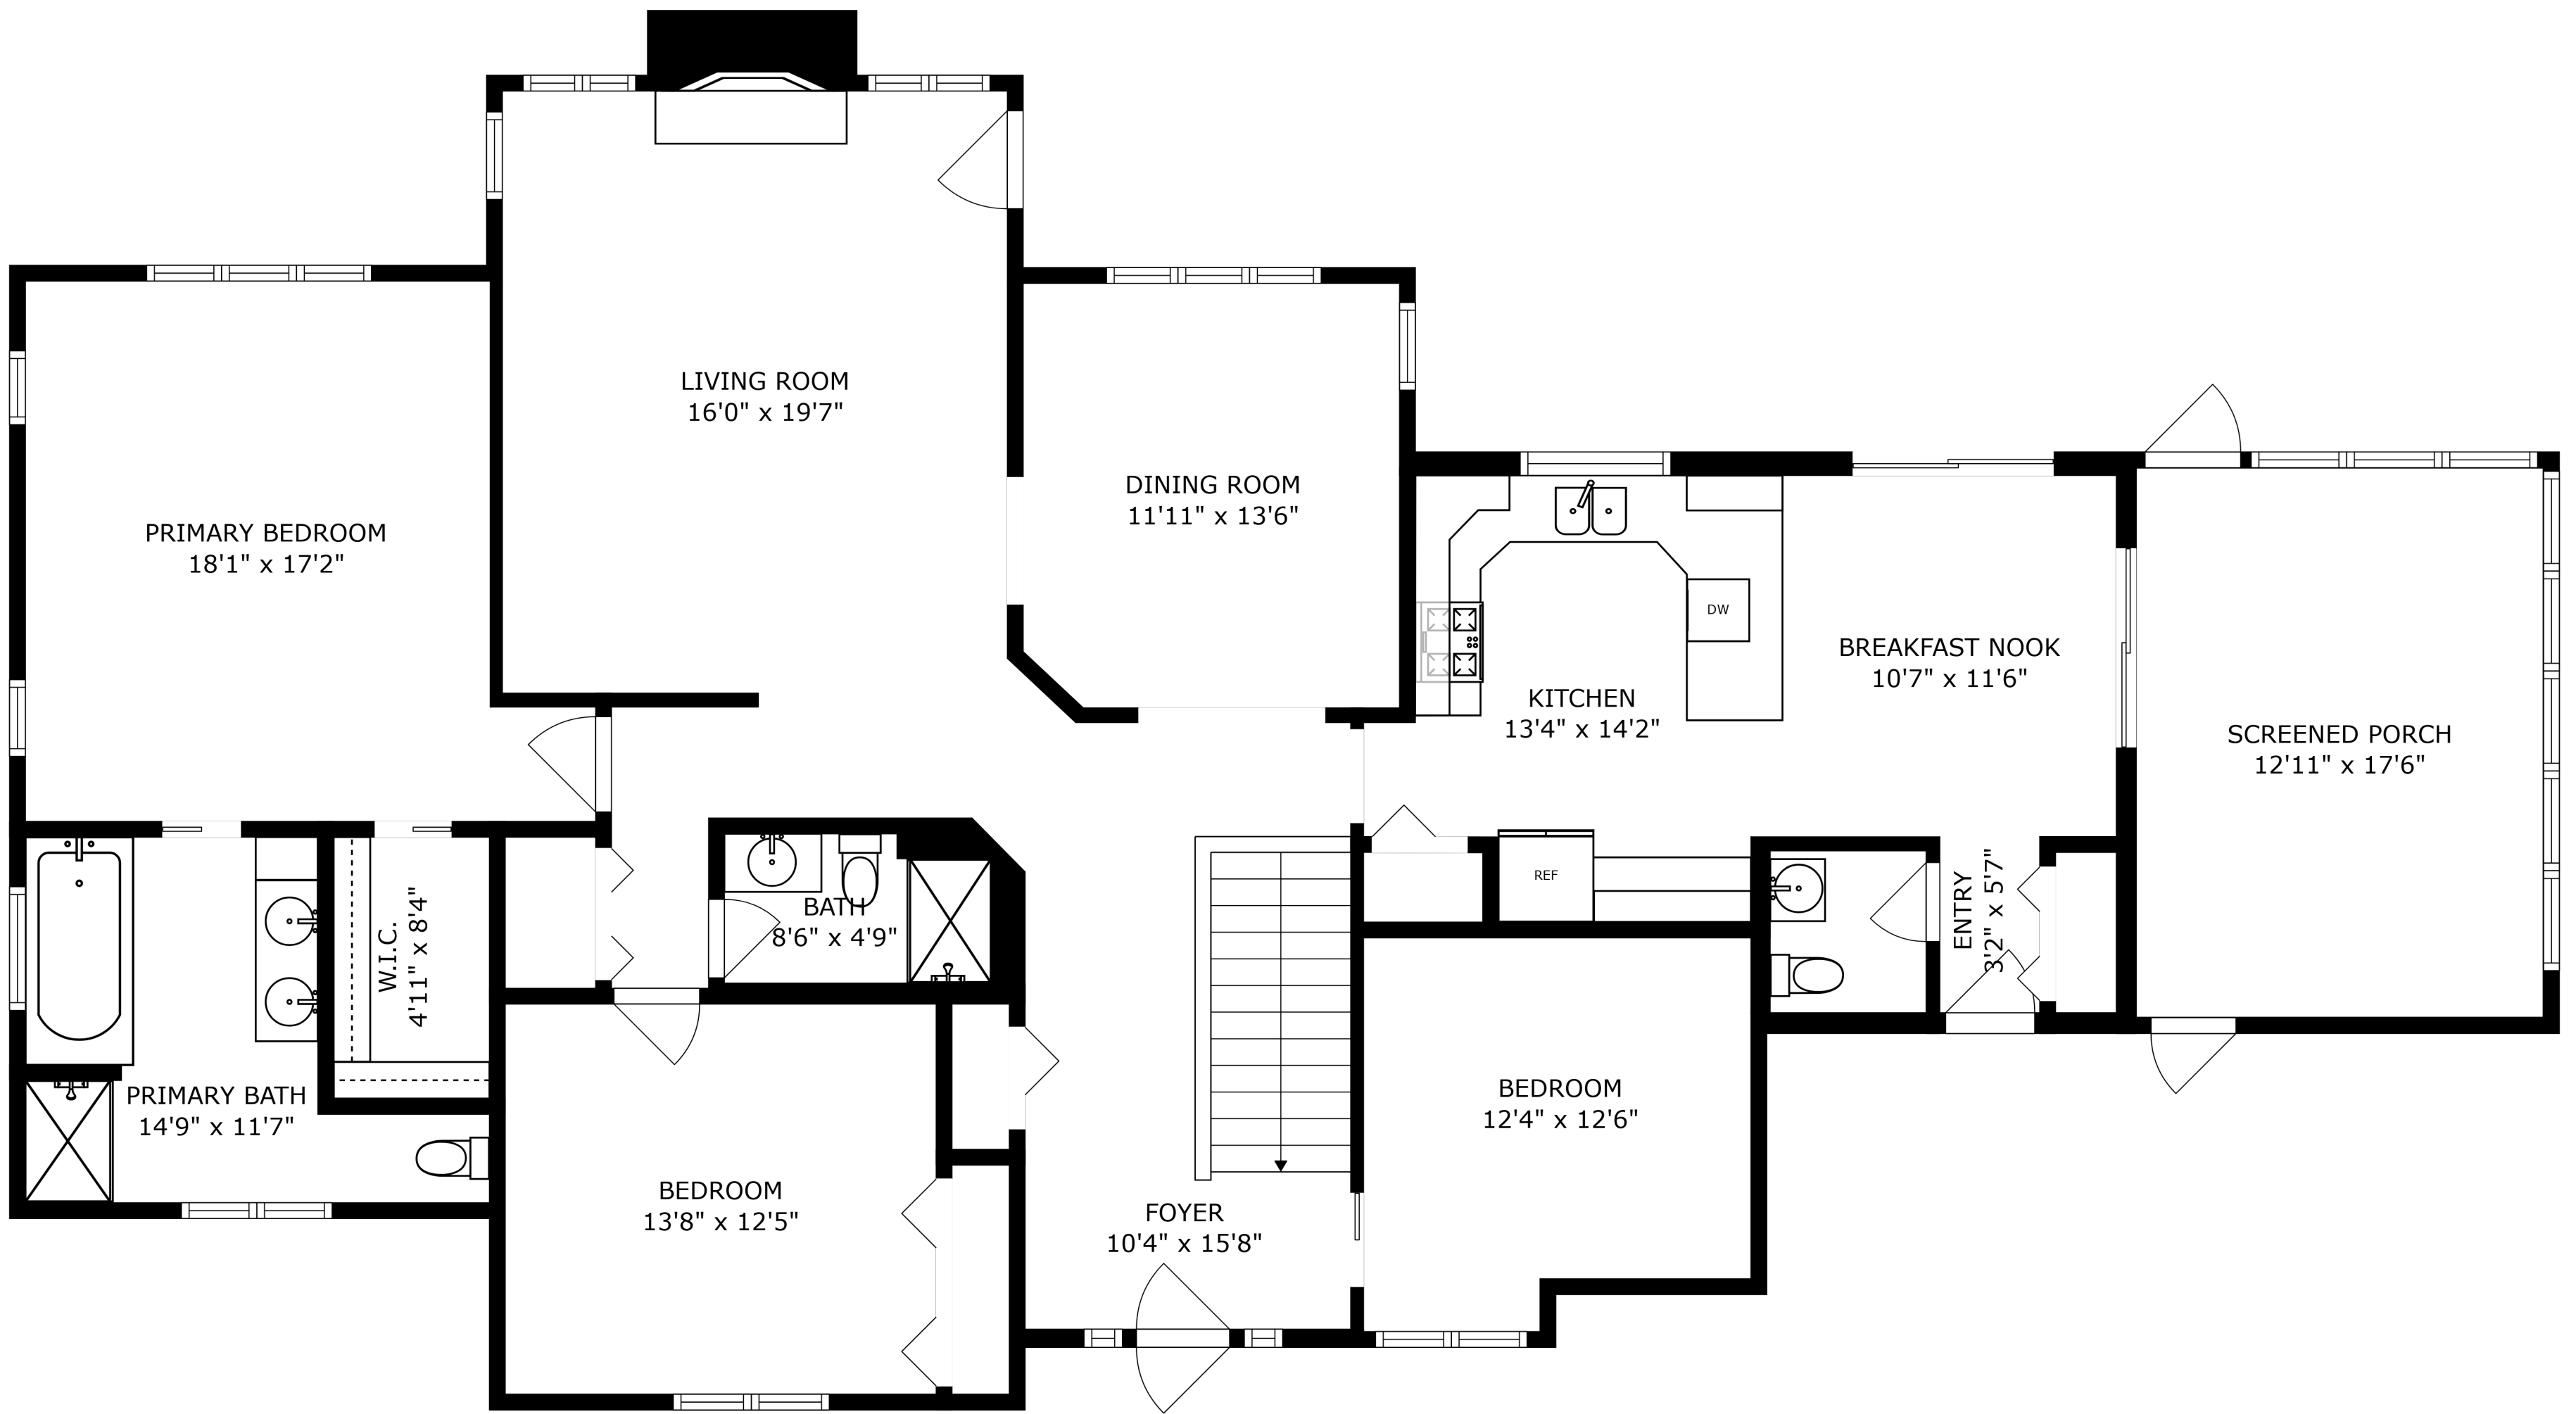 LIVING ROOM
16'0" x 19'7"
DINING ROOM
11'11" x 13'6"
PRIMARY BEDROOM
18'1" x 17'2"
DW
BREAKFAST NOOK
10'7" x 11'6"
KITCHEN
13'4" x 14'2"
SCREENED PORCH
12'11" x 17'6"
REF
BATH
8'6" x 4'9"
ENTRY
3'2" x 5'7"
W.I.C.
4'11" x 8'4"
PRIMARY BATH
14'9" x 11'7"
BEDROOM
12'4" x 12'6"
BEDROOM
13'8" x 12'5"
FOYER
10'4" x 15'8"